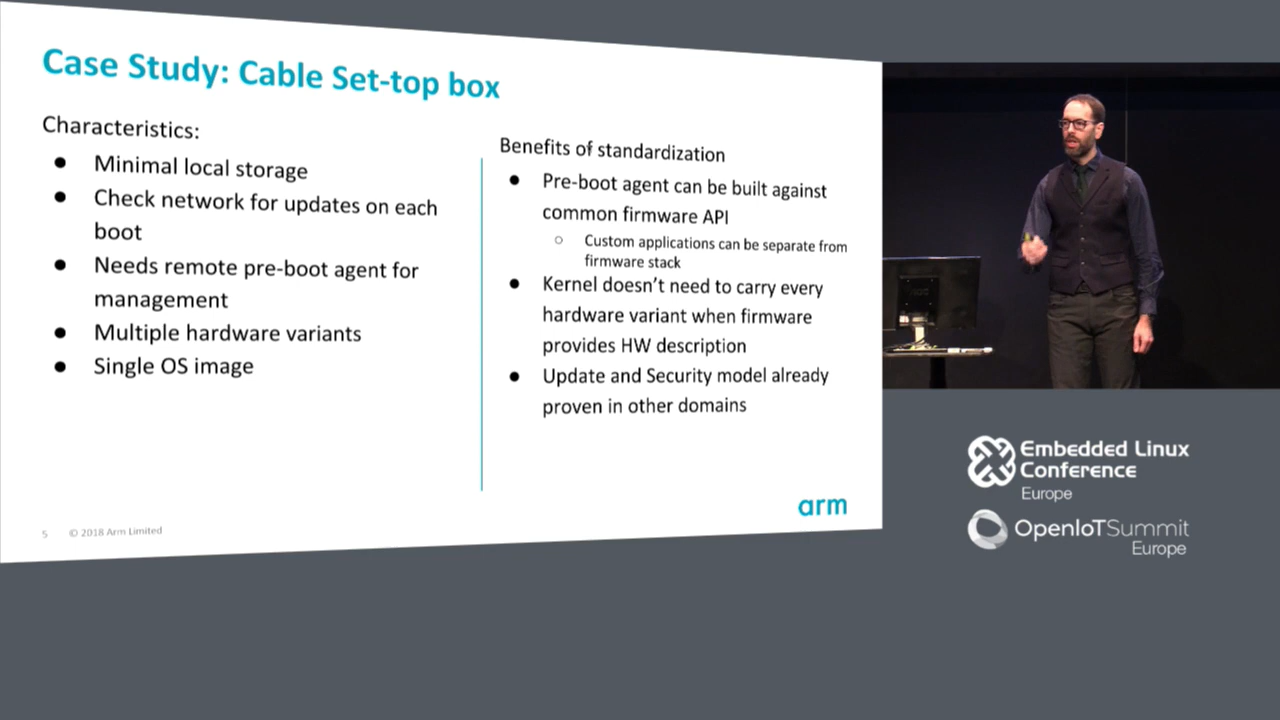 Case Study: Cable Set-top box
Characteristics:
● Minimal local storage
● Check network for updates on each
boot
● Needs remote pre-boot agent for
management
● Multiple hardware variants
● Single OS image
Benefits of standardization
● Pre-boot agent can be built against
common firmware API
○ Custom applications can be separate from
firmware stack
● Kernel doesn't need to carry every
hardware variant when firmware
provides HW description
● Update and Security model already
proven in other domains
arm
5 © 2018 Arm Limited
Embedded Linux
Conference
Europe
OpenIoTSummit
Europe